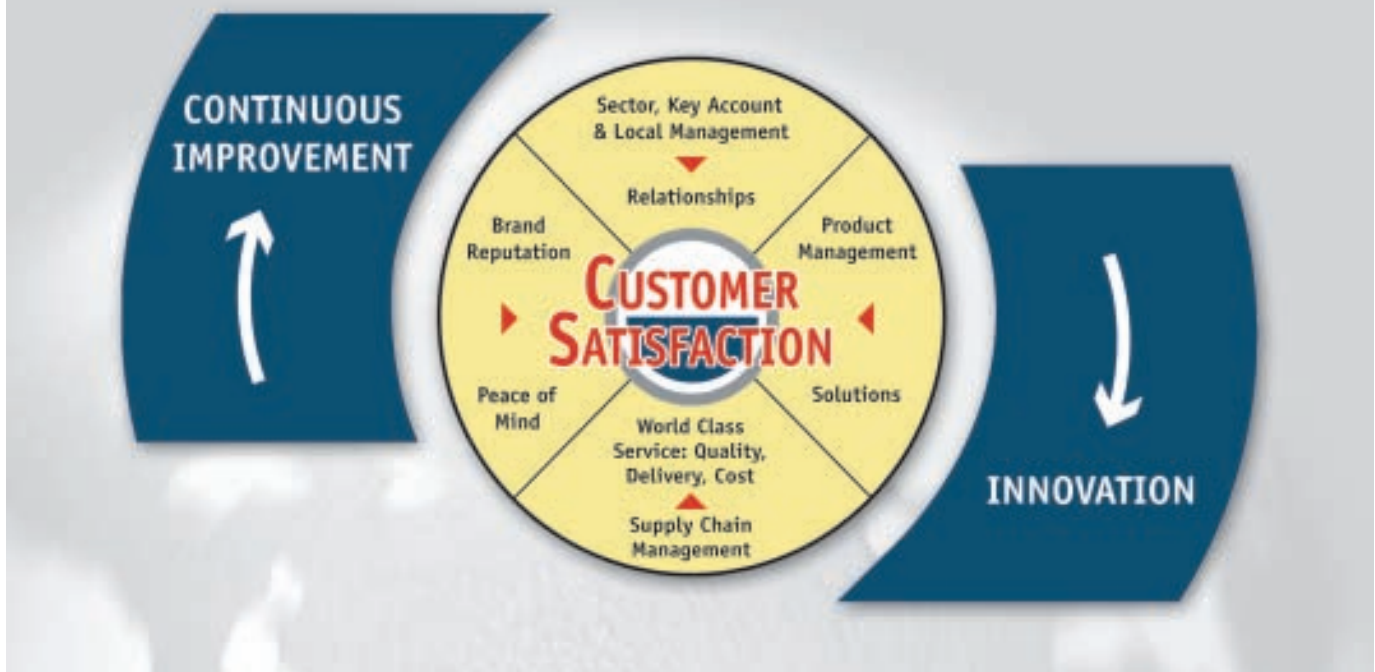 CONTINUOUS
IMPROVEMENT
Sector, Key Account
& Local Management
Relationships
Brand
Reputation
Product
Management
CUSTOMER
SATISFACTION
Peace of
Mind
Solutions
World Class
Service: Quality,
Delivery, Cost
Supply Chain
Management
INNOVATION